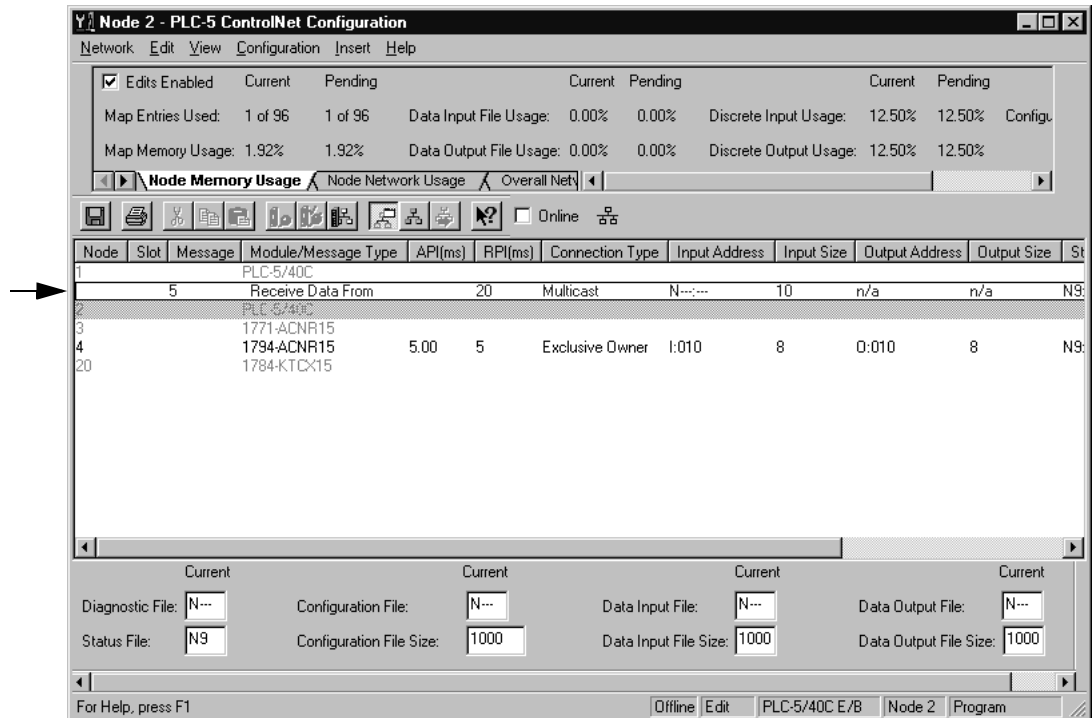 Node 2 - PLC-5 ControlNet Configuration
Network Edit View Configuration Insert Help
Edits Enabled Current Pending Current Pending Current Pending
Map Entries Used: 1 of 96 1 of 96 Data Input File Usage: 0.00% 0.00% Discrete Input Usage: 12.50% 12.50% Configu
Map Memory Usage: 1.92% 1.92% Data Output File Usage: 0.00% 0.00% Discrete Output Usage: 12.50% 12.50%
Node Memory Usage Node Network Usage Overall Netw
Online
Node Slot Message Module/Message Type API(ms) RPI(ms) Connection Type Input Address Input Size Output Address Output Size St
1 PLC-5/40C
5 Receive Data From 20 Multicast N---:--- 10 n/a n/a N9:
2 PLC-5/40C
3 1771-ACNR15
4 1794-ACNR15 5.00 5 Exclusive Owner I:010 8 O:010 8 N9:
20 1784-KTCX15
Current Current Current Current
Diagnostic File: N--- Configuration File: N--- Data Input File: N--- Data Output File: N---
Status File: N9 Configuration File Size: 1000 Data Input File Size: 1000 Data Output File Size: 1000
For Help, press F1 Offline Edit PLC-5/40C E/B Node 2 Program